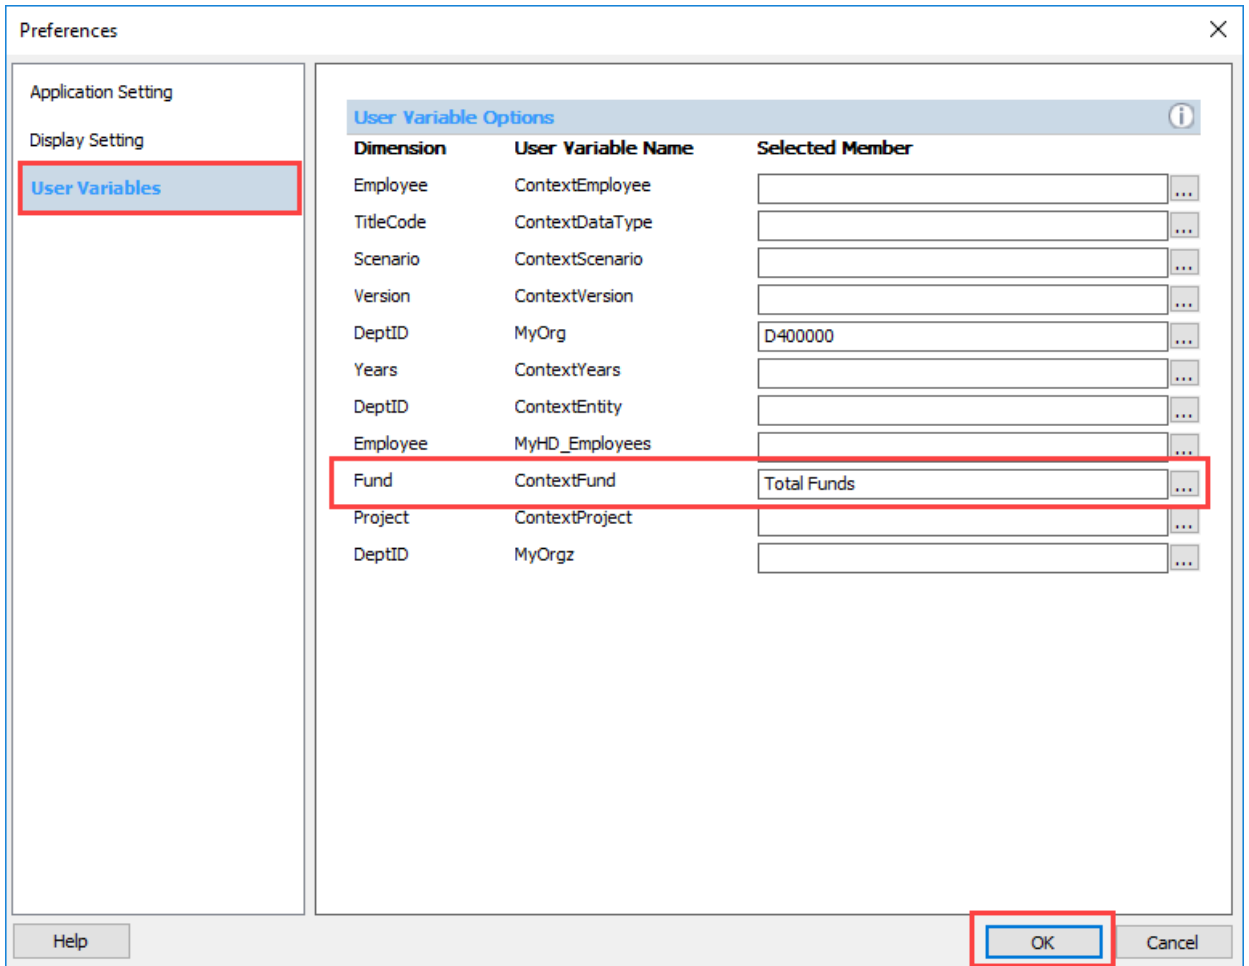 Preferences
Application Setting
Display Setting
User Variables
User Variable Options
Dimension User Variable Name Selected Member
Employee ContextEmployee ...
TitleCode ContextDataType ...
Scenario ContextScenario ...
Version ContextVersion ...
DeptID MyOrg D400000 ...
Years ContextYears ...
DeptID ContextEntity ...
Employee MyHD_Employees ...
Fund ContextFund Total Funds ...
Project ContextProject ...
DeptID MyOrgz ...
Help OK Cancel